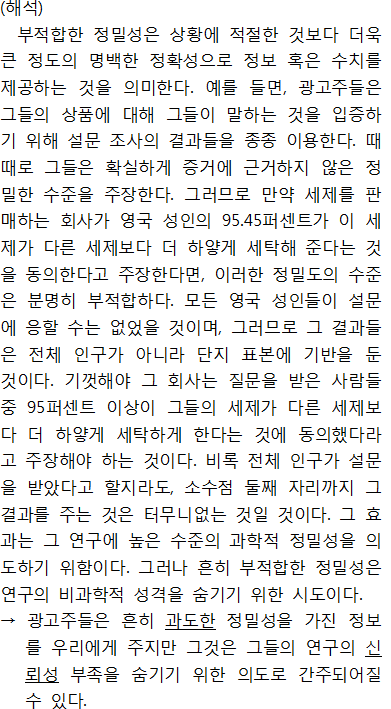 (해석)
부적합한 정밀성은 상황에 적절한 것보다 더욱
큰 정도의 명백한 정확성으로 정보 혹은 수치를
제공하는 것을 의미한다. 예를 들면, 광고주들은
그들의 상품에 대해 그들이 말하는 것을 입증하
기 위해 설문 조사의 결과들을 종종 이용한다. 때
때로 그들은 확실하게 증거에 근거하지 않은 정
밀한 수준을 주장한다. 그러므로 만약 세제를 판
매하는 회사가 영국 성인의 95.45퍼센트가 이 세
제가 다른 세제보다 더 하얗게 세탁해 준다는 것
을 동의한다고 주장한다면, 이러한 정밀도의 수준
은 분명히 부적합하다. 모든 영국 성인들이 설문
에 응할 수는 없었을 것이며, 그러므로 그 결과들
은 전체 인구가 아니라 단지 표본에 기반을 둔
것이다. 기껏해야 그 회사는 질문을 받은 사람들
중 95퍼센트 이상이 그들의 세제가 다른 세제보
다 더 하얗게 세탁하게 한다는 것에 동의했다라
고 주장해야 하는 것이다. 비록 전체 인구가 설문
을 받았다고 할지라도, 소수점 둘째 자리까지 그
결과를 주는 것은 터무니없는 것일 것이다. 그 효
과는 그 연구에 높은 수준의 과학적 정밀성을 의
도하기 위함이다. 그러나 흔히 부적합한 정밀성은
연구의 비과학적 성격을 숨기기 위한 시도이다.
→ 광고주들은 흔히 과도한 정밀성을 가진 정보
를 우리에게 주지만 그것은 그들의 연구의 신
뢰성 부족을 숨기기 위한 의도로 간주되어질
수 있다.